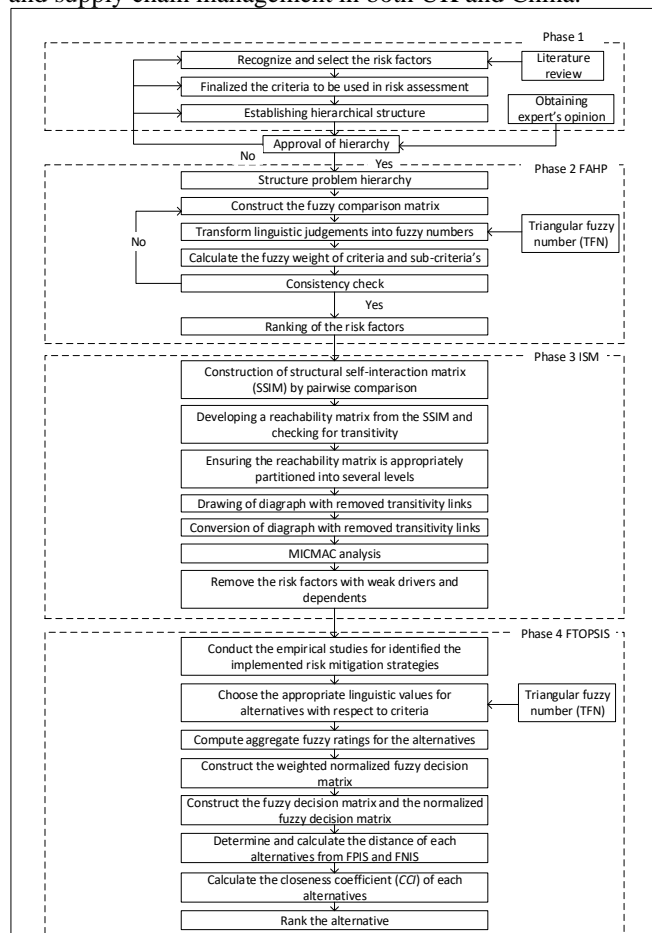 and supply chain management in both UK and China.
Phase 1
Recognize and select the risk factors
Literature
review
Finalized the criteria to be used in risk assessment
Establishing hierarchical structure
Obtaining
expert's opinion
Approval of hierarchy
No
Yes
Phase 2 FAHP
Structure problem hierarchy
Construct the fuzzy comparison matrix
No
Transform linguistic judgements into fuzzy numbers
Triangular fuzzy
number (TFN)
Calculate the fuzzy weight of criteria and sub-criteria's
Consistency check
Yes
Ranking of the risk factors
Phase 3 ISM
Construction of structural self-interaction matrix
(SSIM) by pairwise comparison
Developing a reachability matrix from the SSIM and
checking for transitivity
Ensuring the reachability matrix is appropriately
partitioned into several levels
Drawing of diagraph with removed transitivity links
Conversion of diagraph with removed transitivity links
MICMAC analysis
Remove the risk factors with weak drivers and
dependents
Phase 4 FTOPSIS
Conduct the empirical studies for identified the
implemented risk mitigation strategies
Choose the appropriate linguistic values for
alternatives with respect to criteria
Triangular fuzzy
number (TFN)
Compute aggregate fuzzy ratings for the alternatives
Construct the weighted normalized fuzzy decision
matrix
Construct the fuzzy decision matrix and the normalized
fuzzy decision matrix
Determine and calculate the distance of each
alternatives from FPIS and FNIS
Calculate the closeness coefficient (CCI) of each
alternatives
Rank the alternative